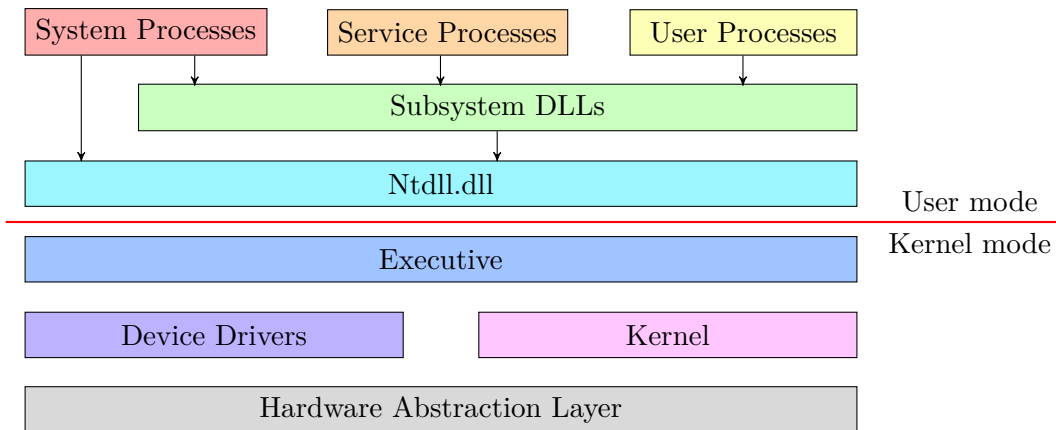 System Processes
Service Processes
User Processes
Subsystem DLLs
Ntdll.dll
User mode
Kernel mode
Executive
Device Drivers
Kernel
Hardware Abstraction Layer